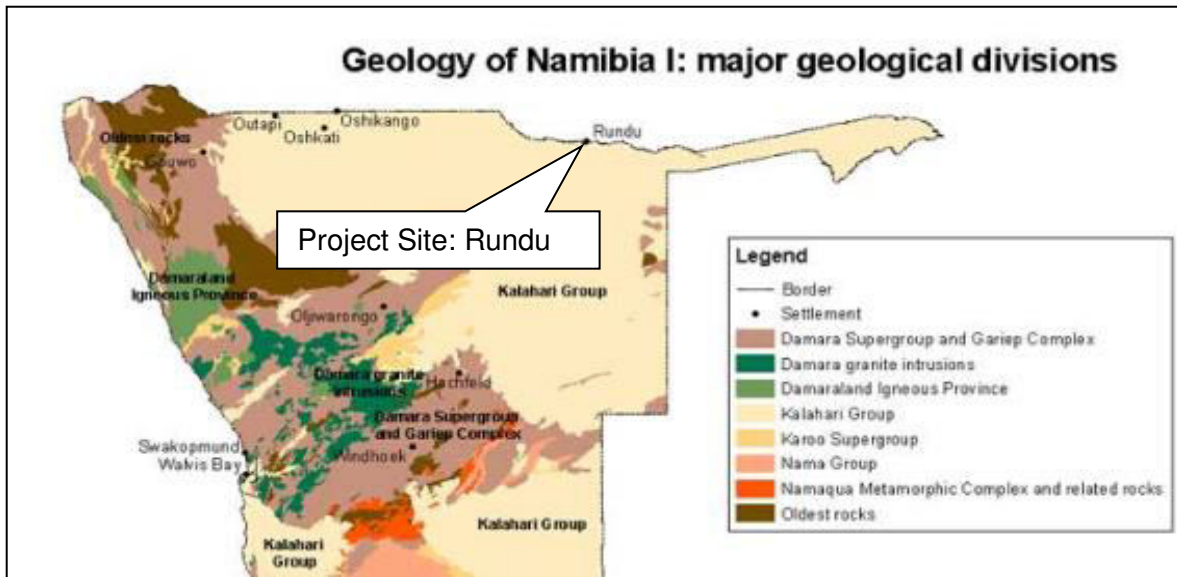 Geology of Namibia I: major geological divisions
Outapi
Oshikango
Oshkati
Rundu
Oldest rocks
Opuwo
Project Site: Rundu
Damaraland
Igneous Province
Kalahari Group
Otjiwarongo
Damara granite
intrusions
Hochfeld
Damara Supergroup
and Gariep Complex
Swakopmund
Walvis Bay
Windhoek
Kalahari Group
Kalahari
Group
Legend
Border
Settlement
Damara Supergroup and Gariep Complex
Damara granite intrusions
Damaraland Igneous Province
Kalahari Group
Karoo Supergroup
Nama Group
Namaqua Metamorphic Complex and related rocks
Oldest rocks